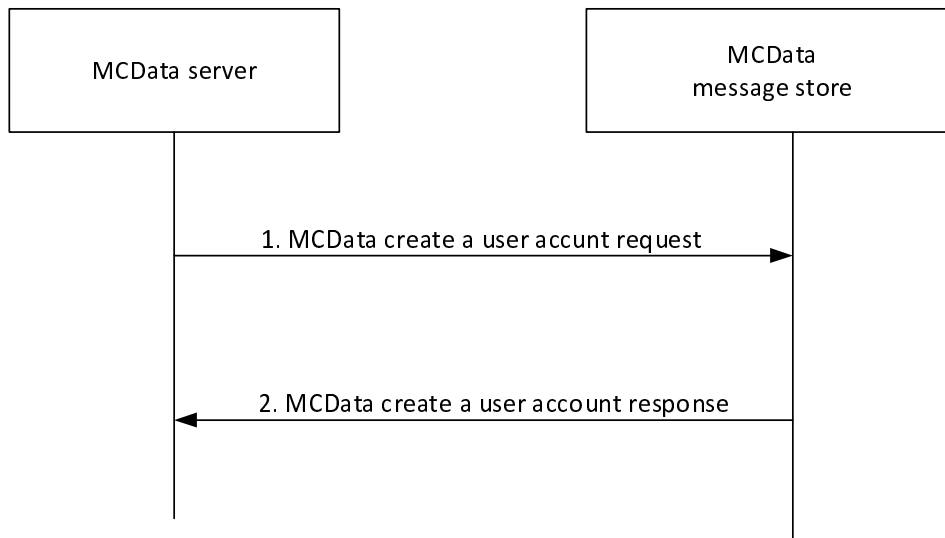 MCData server
MCData
message store
1. MCData create a user accunt request
2. MCData create a user account response